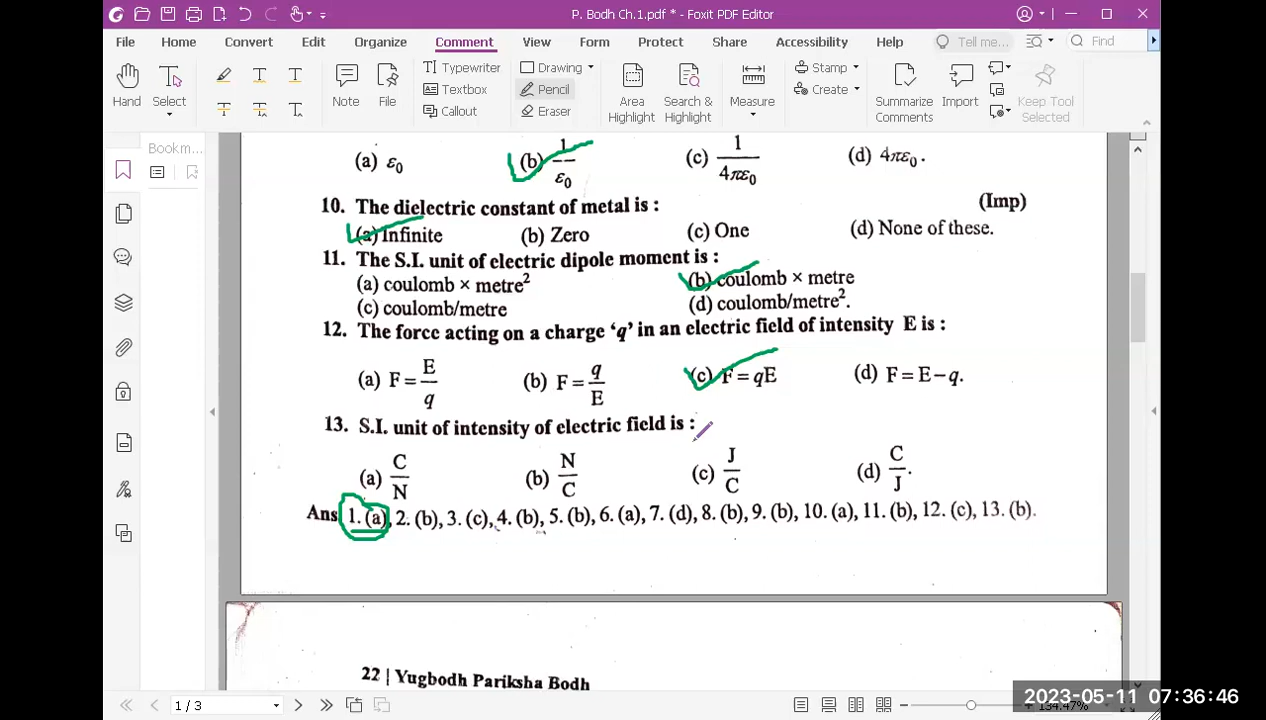 P. Bodh Ch.1.pdf * - Foxit PDF Editor
File Home Convert Edit Organize Comment View Form Protect Share Accessibility Help Tell me... Find
Typewriter Drawing Stamp
Textbox Pencil Create
Callout Eraser
Hand Select Note File Area Highlight Search & Highlight Measure Summarize Comments Import Keep Tool Selected
Bookm...
(a) ε₀ (b) 1/ε₀ (c) 1/4πε₀ (d) 4πε₀.
10. The dielectric constant of metal is : (Imp)
(a) Infinite (b) Zero (c) One (d) None of these.
11. The S.I. unit of electric dipole moment is :
(a) coulomb × metre² (b) coulomb × metre
(c) coulomb/metre (d) coulomb/metre².
12. The force acting on a charge ‘q’ in an electric field of intensity E is :
(a) F = E/q (b) F = q/E (c) F = qE (d) F = E – q.
13. S.I. unit of intensity of electric field is :
(a) C/N (b) N/C (c) J/C (d) C/J.
Ans 1. (a), 2. (b), 3. (c), 4. (b), 5. (b), 6. (a), 7. (d), 8. (b), 9. (b), 10. (a), 11. (b), 12. (c), 13. (b).
22 | Yugbodh Pariksha Bodh
1 / 3
134.47%
2023-05-11 07:36:46